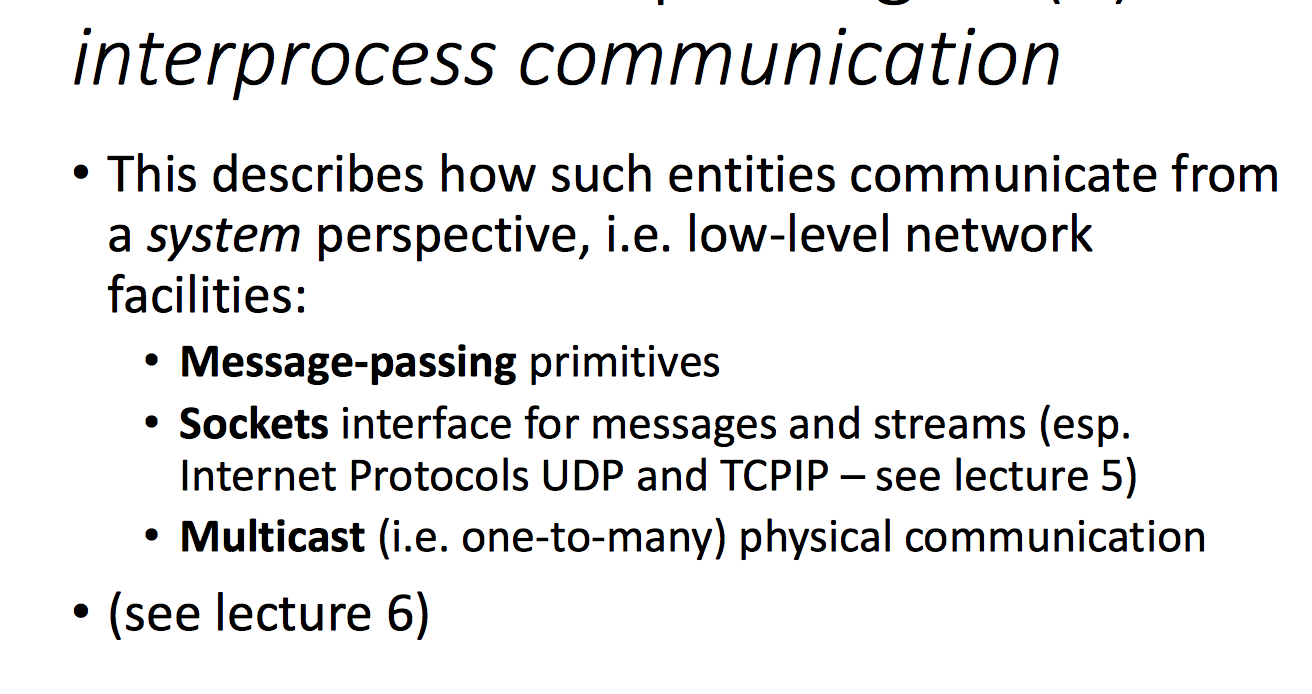 interprocess communication
• This describes how such entities communicate from
a system perspective, i.e. low-level network
facilities:
• Message-passing primitives
• Sockets interface for messages and streams (esp.
Internet Protocols UDP and TCPIP – see lecture 5)
• Multicast (i.e. one-to-many) physical communication
• (see lecture 6)